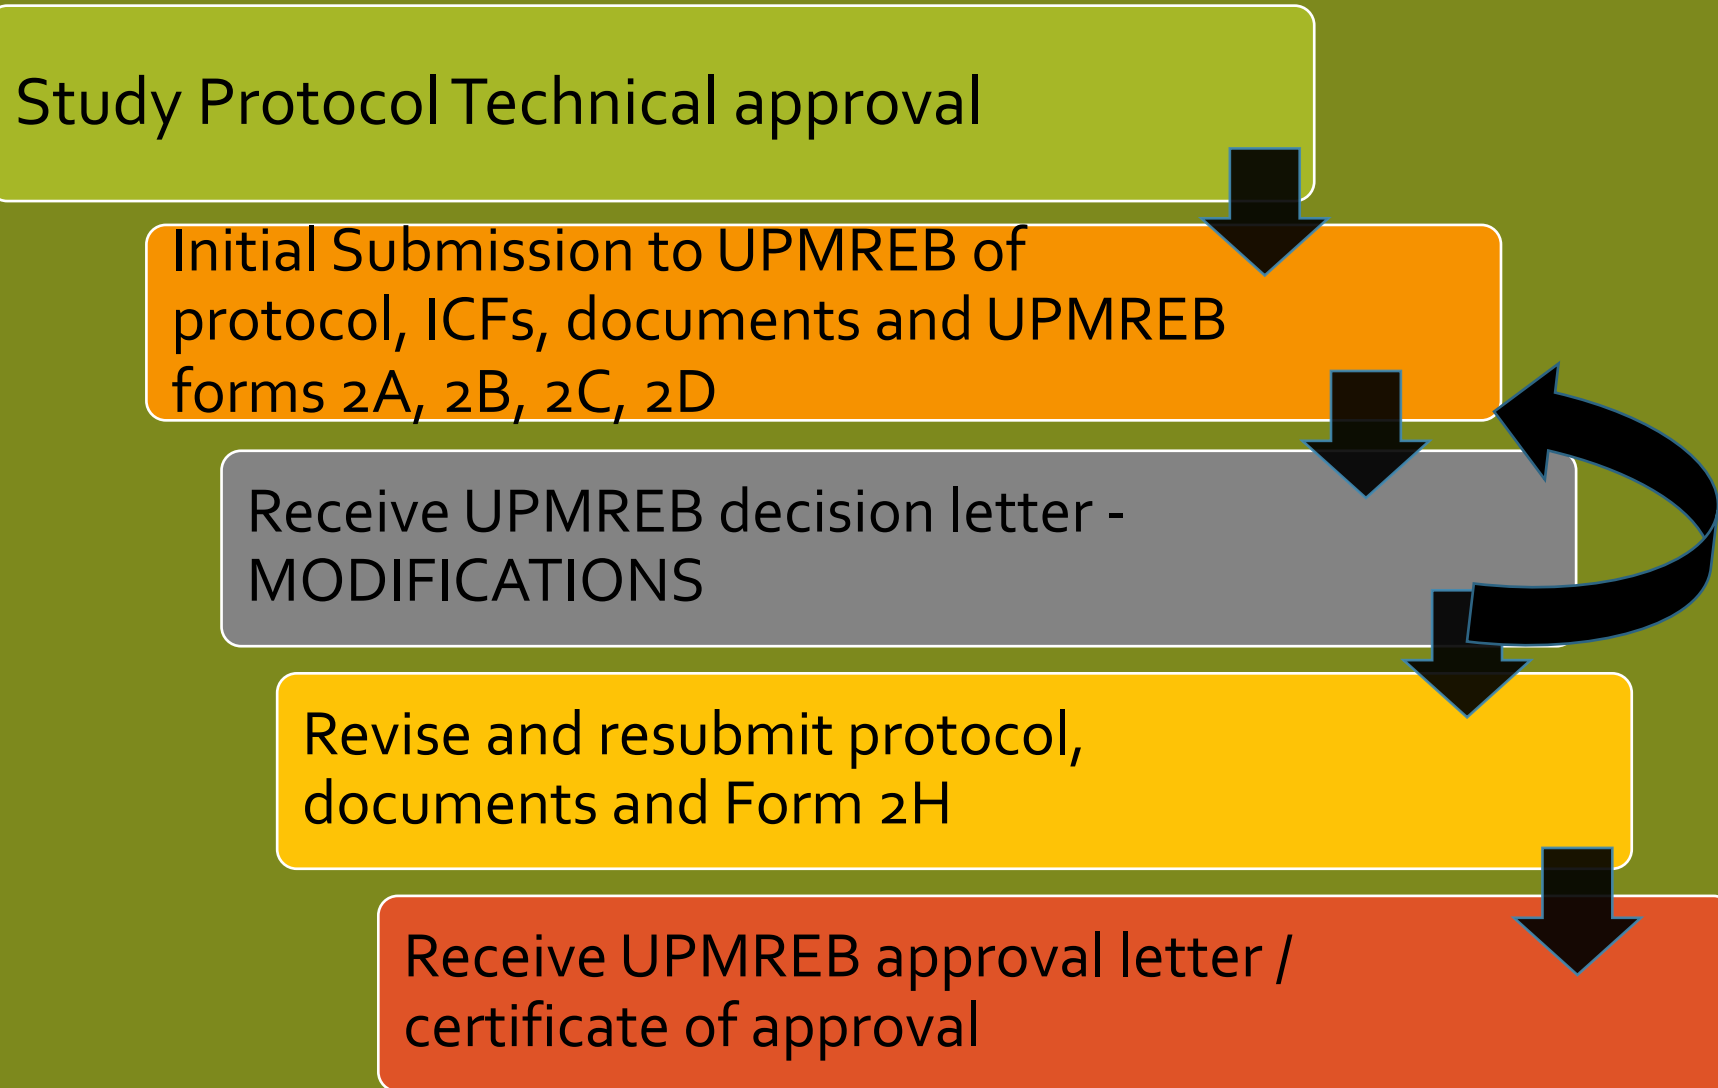 Study Protocol Technical approval
Initial Submission to UPMREB of
protocol, ICFs, documents and UPMREB
forms 2A, 2B, 2C, 2D
Receive UPMREB decision letter -
MODIFICATIONS
Revise and resubmit protocol,
documents and Form 2H
Receive UPMREB approval letter /
certificate of approval